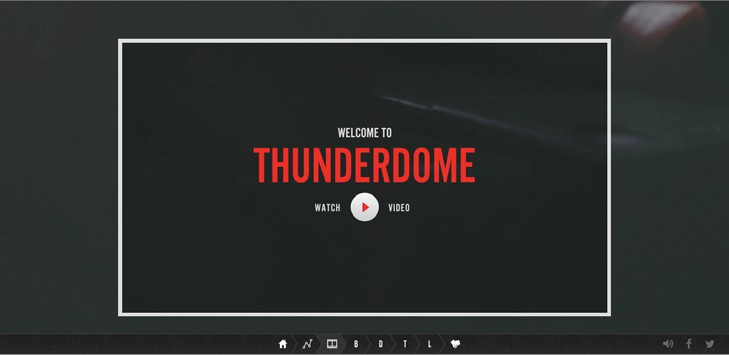 WELCOME TO
THUNDERDOME
WATCH VIDEO
B D T L